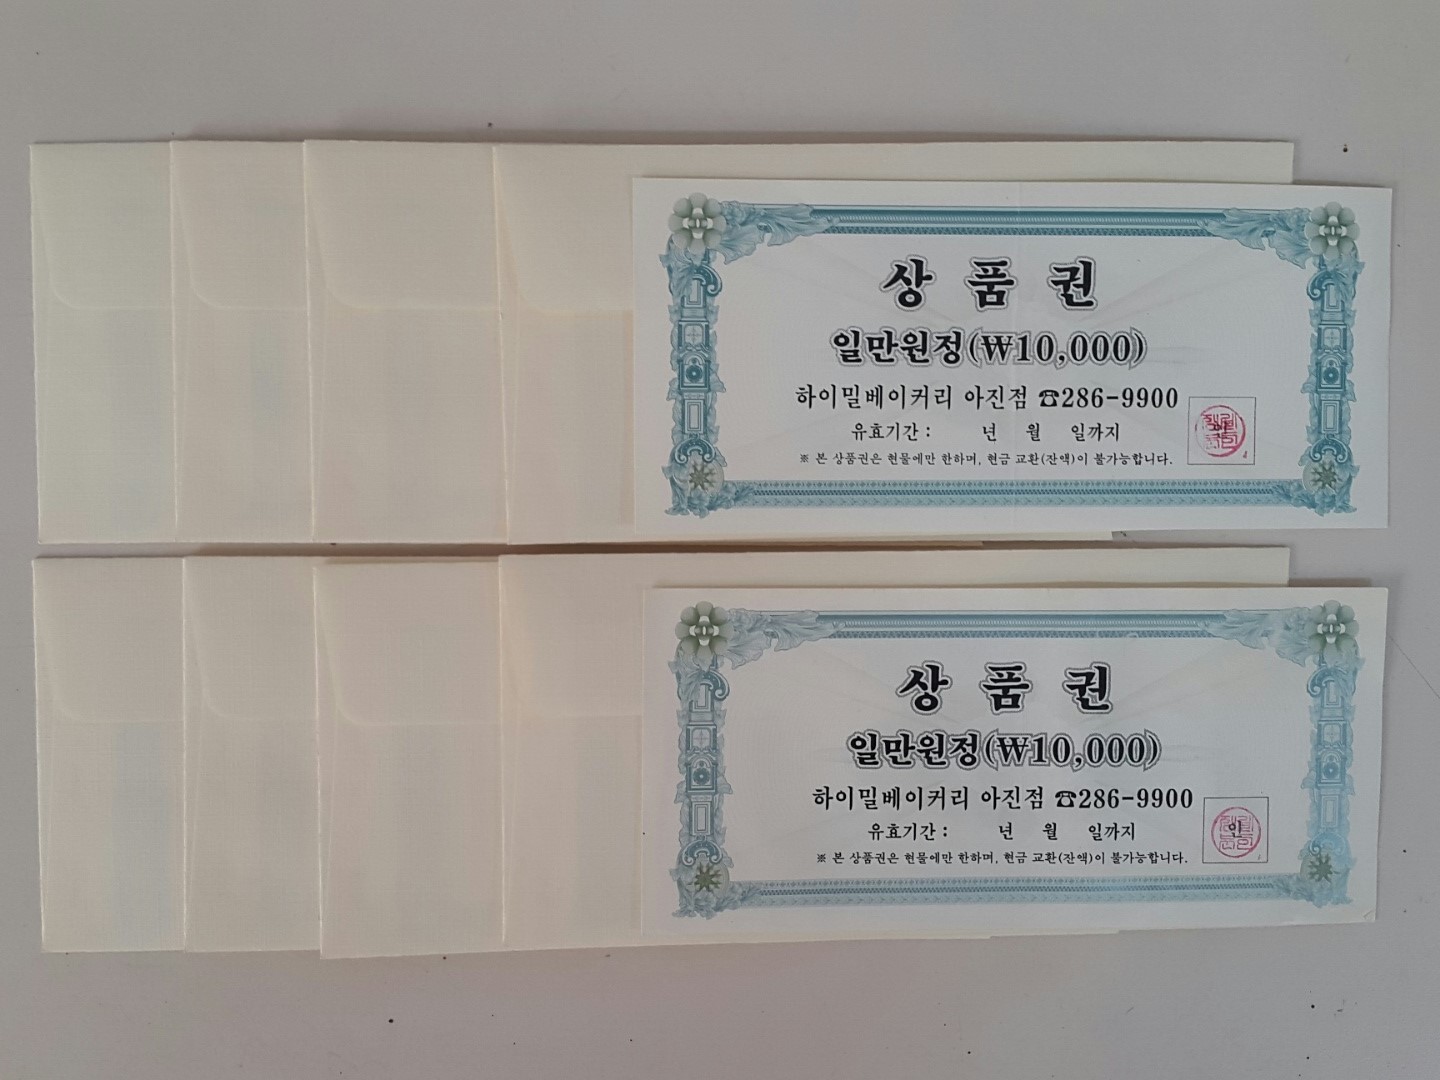 상 품 권
일만원정(₩10,000)
하이밀베이커리 아진점 ☎286-9900
유효기간 : 년 월 일까지
※ 본 상품권은 현물에만 한하며, 현금 교환(잔액)이 불가능합니다.
상 품 권
일만원정(₩10,000)
하이밀베이커리 아진점 ☎286-9900
유효기간 : 년 월 일까지
인
※ 본 상품권은 현물에만 한하며, 현금 교환(잔액)이 불가능합니다.